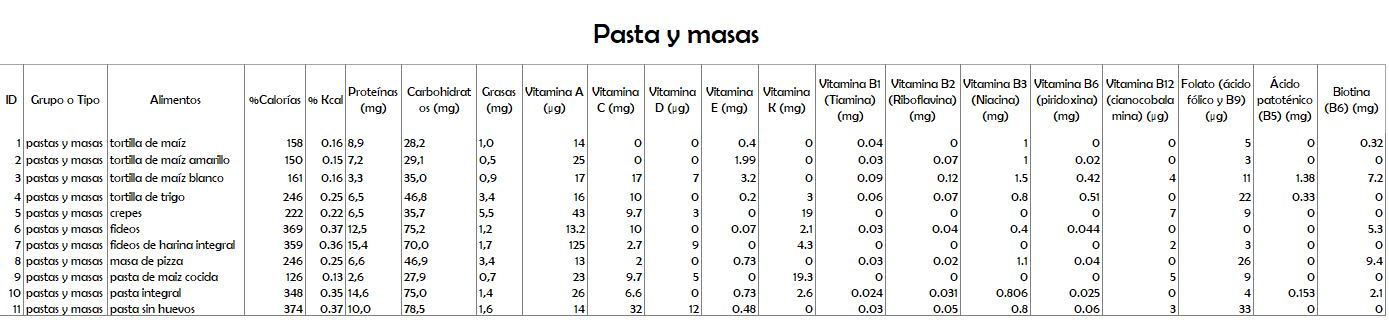 Pasta y masas
ID Grupo o Tipo Alimentos %Calorías % Kcal Proteínas (mg) Carbohidratos (mg) Grasas (mg) Vitamina A (µg) Vitamina C (mg) Vitamina D (µg) Vitamina E (mg) Vitamina K (mg) Vitamina B1 (Tiamina) (mg) Vitamina B2 (Riboflavina) (mg) Vitamina B3 (Niacina) (mg) Vitamina B6 (piridoxina) (mg) Vitamina B12 (cianocobalamina) (µg) Folato (ácido fólico y B9) (µg) Ácido patoténico (B5) (mg) Biotina (B6) (mg)
1 pastas y masas tortilla de maíz 158 0.16 8,9 28,2 1,0 14 0 0 0.4 0 0.04 0 1 0 0 5 0 0.32
2 pastas y masas tortilla de maíz amarillo 150 0.15 7,2 29,1 0,5 25 0 0 1.99 0 0.03 0.07 1 0.02 0 3 0 0
3 pastas y masas tortilla de maíz blanco 161 0.16 3,3 35,0 0,9 17 17 7 3.2 0 0.09 0.12 1.5 0.42 4 11 1.38 7.2
4 pastas y masas tortilla de trigo 246 0.25 6,5 46,8 3,4 16 10 0 0.2 3 0.06 0.07 0.8 0.51 0 22 0.33 0
5 pastas y masas crepes 222 0.22 6,5 35,7 5,5 43 9.7 3 0 19 0 0 0 0 7 9 0 0
6 pastas y masas fideos 369 0.37 12,5 75,2 1,2 13.2 10 0 0.07 2.1 0.03 0.04 0.4 0.044 0 0 0 5.3
7 pastas y masas fideos de harina integral 359 0.36 15,4 70,0 1,7 125 2.7 9 0 4.3 0 0 0 0 2 3 0 0
8 pastas y masas masa de pizza 246 0.25 6,6 46,9 3,4 13 2 0 0.73 0 0.03 0.02 1.1 0.04 0 26 0 9.4
9 pastas y masas pasta de maiz cocida 126 0.13 2,6 27,9 0,7 23 9.7 5 0 19.3 0 0 0 0 5 9 0 0
10 pastas y masas pasta integral 348 0.35 14,6 75,0 1,4 26 6.6 0 0.73 2.6 0.024 0.031 0.806 0.025 0 4 0.153 2.1
11 pastas y masas pasta sin huevos 374 0.37 10,0 78,5 1,6 14 32 12 0.48 0 0.03 0.05 0.8 0.06 3 33 0 0